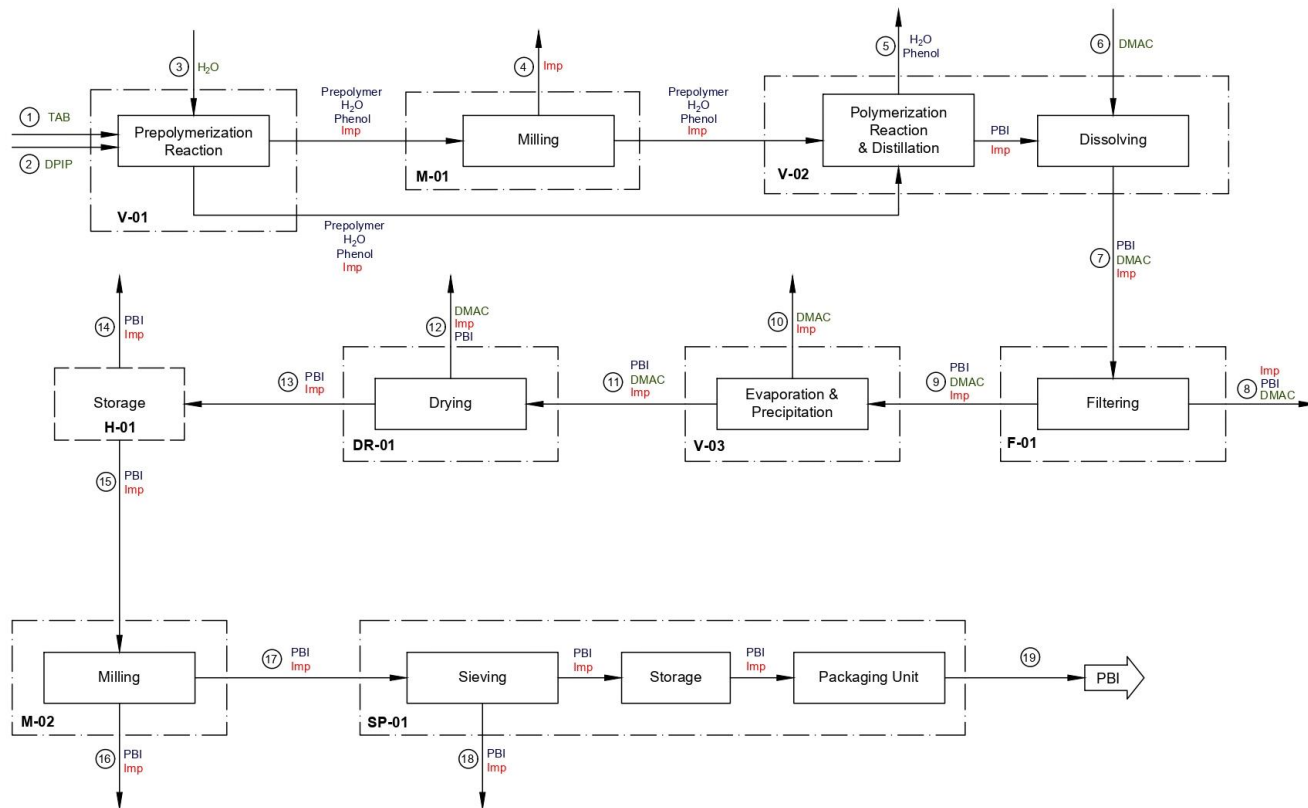 3
H₂O
4
Imp
5
H₂O
Phenol
6
DMAC
1
TAB
2
DPIP
Prepolymerization
Reaction
V-01
Prepolymer
H₂O
Phenol
Imp
Milling
M-01
Prepolymer
H₂O
Phenol
Imp
Polymerization
Reaction
& Distillation
PBI
Imp
Dissolving
V-02
Prepolymer
H₂O
Phenol
Imp
7
PBI
DMAC
Imp
14
PBI
Imp
12
DMAC
Imp
PBI
10
DMAC
Imp
Storage
H-01
13
PBI
Imp
Drying
DR-01
11
PBI
DMAC
Imp
Evaporation &
Precipitation
V-03
9
PBI
DMAC
Imp
Filtering
F-01
8
Imp
PBI
DMAC
15
PBI
Imp
Milling
M-02
17
PBI
Imp
Sieving
PBI
Imp
Storage
PBI
Imp
Packaging Unit
SP-01
19
PBI
16
PBI
Imp
18
PBI
Imp